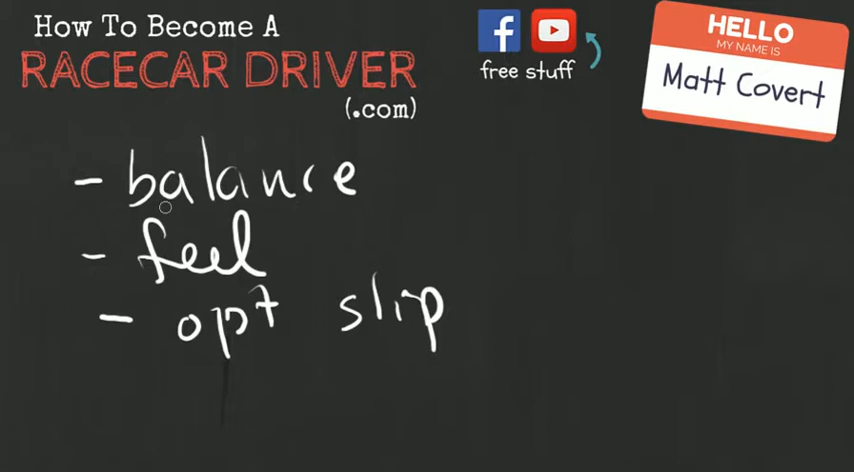 How To Become A
RACECAR DRIVER
(.com)
free stuff
HELLO
MY NAME IS
Matt Covert
- balance
- feel
- opt slip